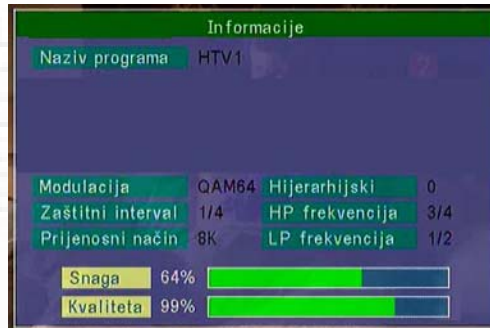 Informacije
Naziv programa HTV1
Modulacija QAM64 Hijerarhijski 0
Zaštitni interval 1/4 HP frekvencija 3/4
Prijenosni način 8K LP frekvencija 1/2
Snaga 64%
Kvaliteta 99%